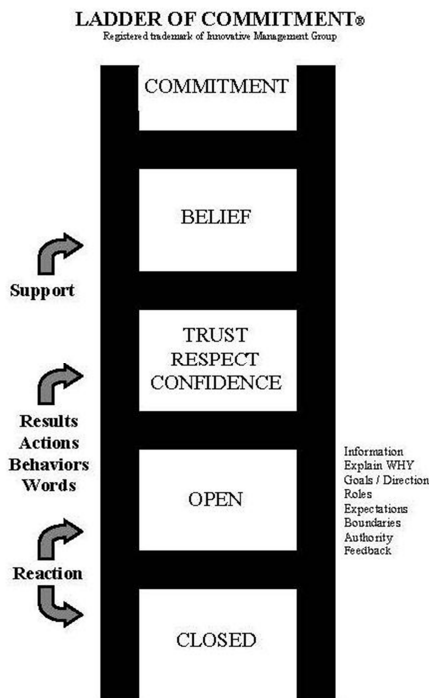 LADDER OF COMMITMENT®
Registered trademark of Innovative Management Group
COMMITMENT
BELIEF
Support
TRUST
RESPECT
CONFIDENCE
Results
Actions
Behaviors
Words
OPEN
Information
Explain WHY
Goals / Direction
Roles
Expectations
Boundaries
Authority
Feedback
Reaction
CLOSED